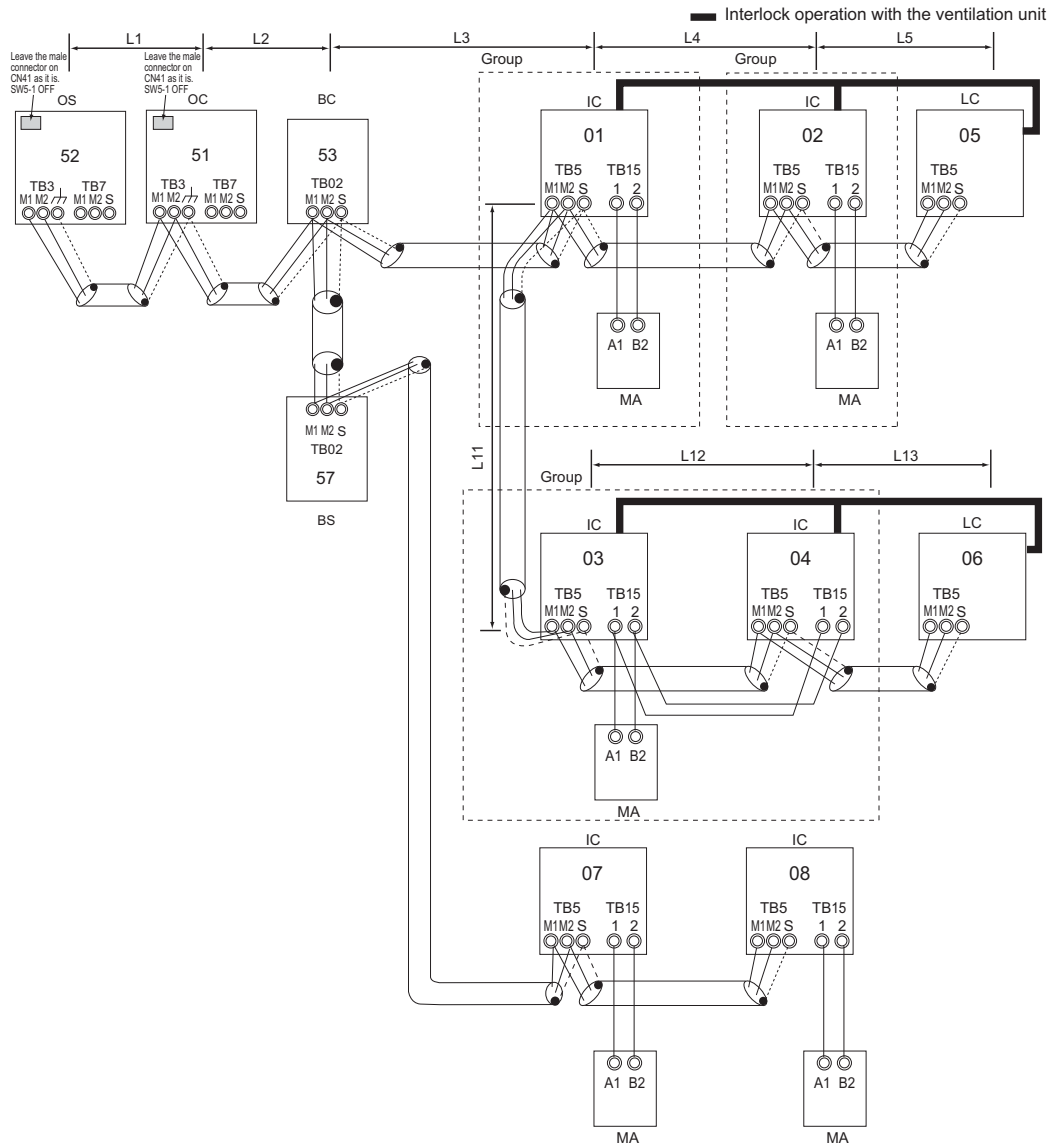 Interlock operation with the ventilation unit
L1
L2
L3
L4
L5
Leave the male
connector on
CN41 as it is.
SW5-1 OFF
Leave the male
connector on
CN41 as it is.
SW5-1 OFF
Group
Group
OS
OC
BC
IC
IC
LC
52
51
53
01
02
05
TB3
TB7
M1 M2
M1 M2 S
TB3
TB7
M1 M2
M1 M2 S
TB02
M1 M2 S
TB5
TB15
M1 M2 S
1 2
TB5
TB15
M1 M2 S
1 2
TB5
M1 M2 S
A1 B2
MA
A1 B2
MA
M1 M2 S
TB02
57
BS
L11
Group
L12
L13
IC
IC
LC
03
04
06
TB5
TB15
M1 M2 S
1 2
TB5
TB15
M1 M2 S
1 2
TB5
M1 M2 S
A1 B2
MA
IC
IC
07
08
TB5
TB15
M1 M2 S
1 2
TB5
TB15
M1 M2 S
1 2
A1 B2
MA
A1 B2
MA